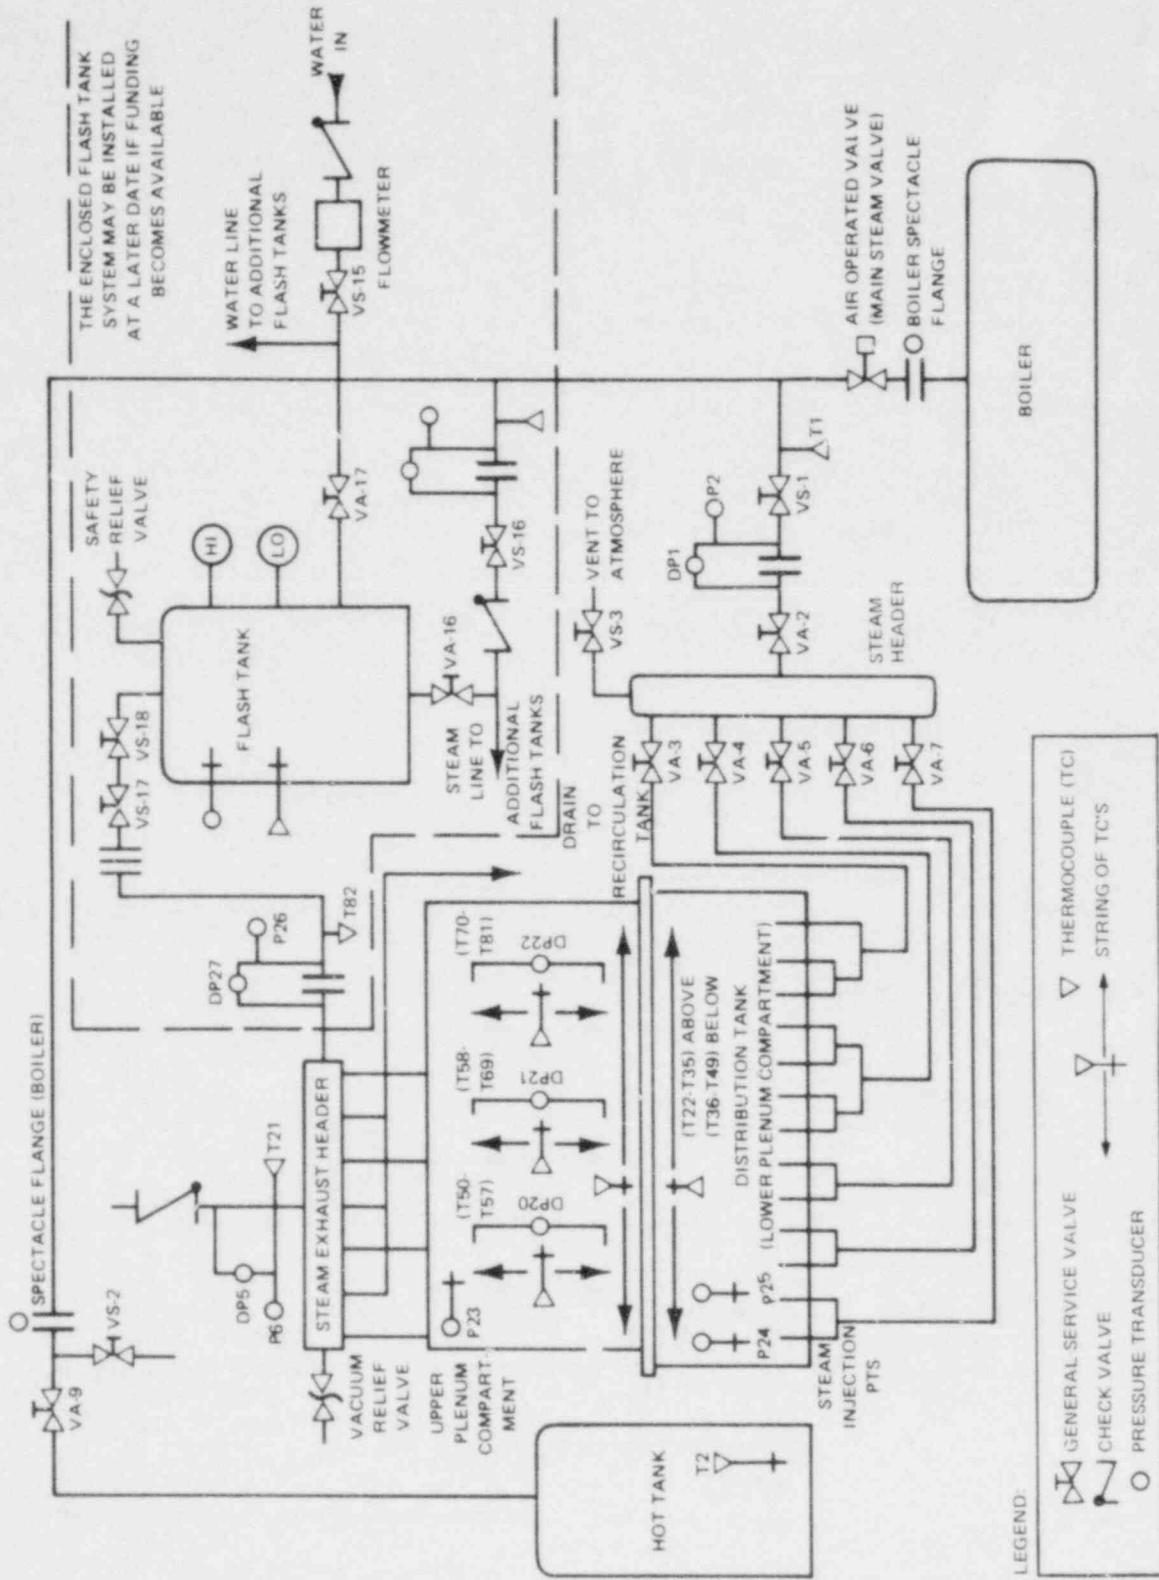 THE ENCLOSED FLASH TANK
SYSTEM MAY BE INSTALLED
AT A LATER DATE IF FUNDING
BECOMES AVAILABLE
SPECTACLE FLANGE (BOILER)
VS-2
VA-9
SAFETY
RELIEF
VALVE
VS-18
VS-17
HI
LO
FLASH TANK
VA-17
WATER LINE
TO ADDITIONAL
FLASH TANKS
WATER
IN
VS-15
FLOWMETER
VA-16
VS-16
STEAM
LINE TO
ADDITIONAL
FLASH TANKS
DP27
P26
T82
DP5
P6
T21
STEAM EXHAUST HEADER
VACUUM
RELIEF
VALVE
DRAIN
TO
RECIRCULATION
TANK
UPPER
PLENUM
COMPART-
MENT
P23
(T50-
T57)
DP20
(T58-
T69)
DP21
(T70-
T81)
DP22
(T22-T35) ABOVE
(T36-T49) BELOW
DISTRIBUTION TANK
(LOWER PLENUM COMPARTMENT)
P24
P25
STEAM
INJECTION
PTS
HOT TANK
T2
VS-3
VENT TO
ATMOSPHERE
VA-3
VA-4
VA-5
VA-6
VA-7
STEAM
HEADER
VA-2
DP1
P2
VS-1
T1
AIR OPERATED VALVE
(MAIN STEAM VALVE)
BOILER SPECTACLE
FLANGE
BOILER
LEGEND:
GENERAL SERVICE VALVE
CHECK VALVE
PRESSURE TRANSDUCER
THERMOCOUPLE (TC)
STRING OF TC'S